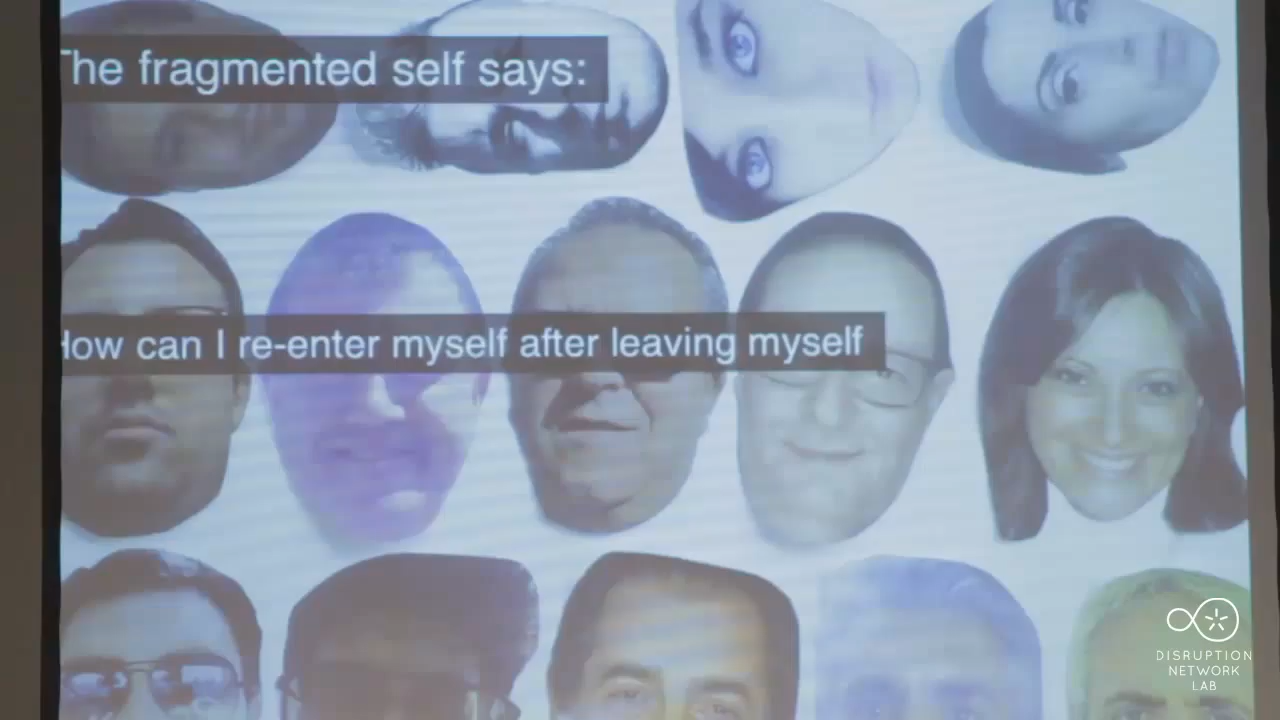 The fragmented self says:
How can I re-enter myself after leaving myself
DISRUPTION
NETWORK
LAB